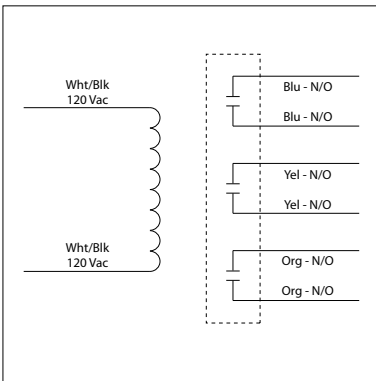 Wht/Blk
120 Vac
Wht/Blk
120 Vac
Blu - N/O
Blu - N/O
Yel - N/O
Yel - N/O
Org - N/O
Org - N/O